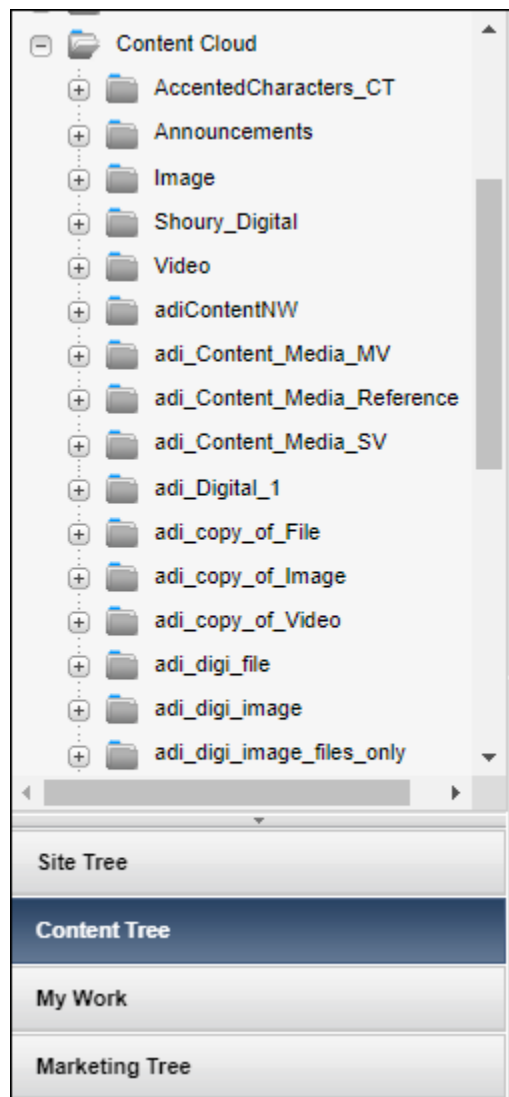 Content Cloud
AccentedCharacters_CT
Announcements
Image
Shoury_Digital
Video
adiContentNW
adi_Content_Media_MV
adi_Content_Media_Reference
adi_Content_Media_SV
adi_Digital_1
adi_copy_of_File
adi_copy_of_Image
adi_copy_of_Video
adi_digi_file
adi_digi_image
adi_digi_image_files_only
Site Tree
Content Tree
My Work
Marketing Tree